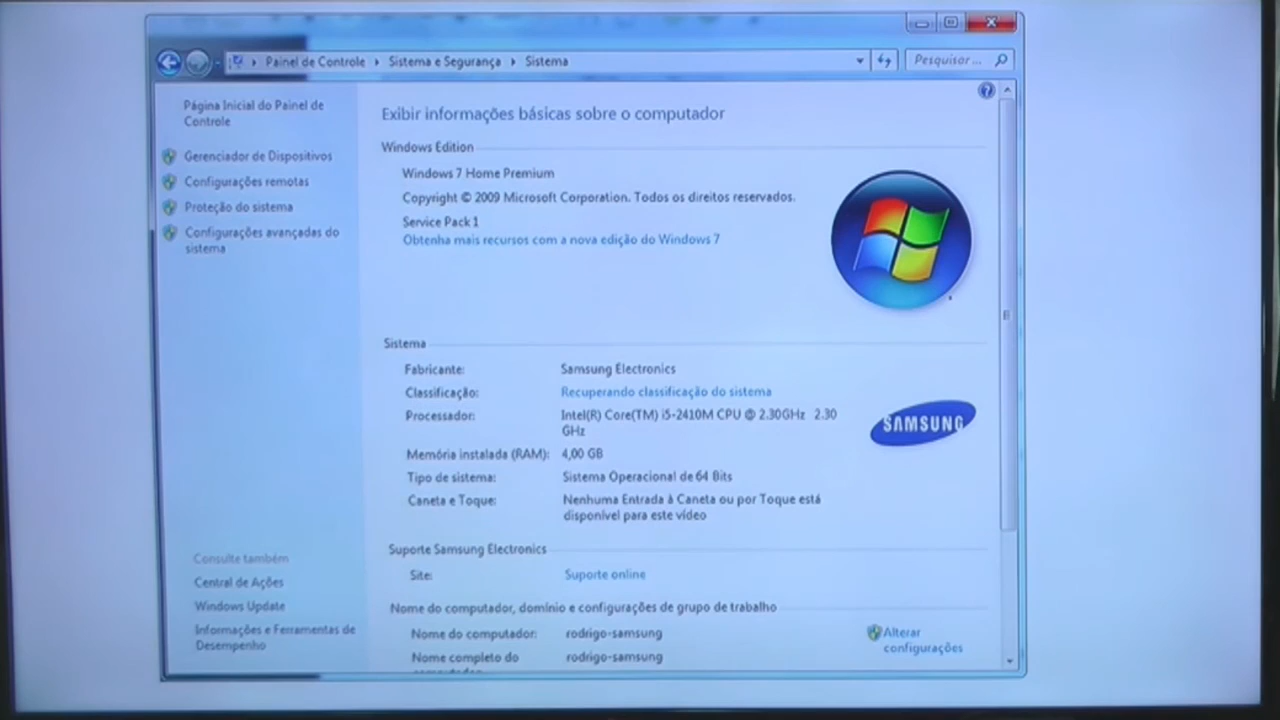 Painel de Controle
Sistema e Segurança
Sistema
Pesquisar...
Página Inicial do Painel de
Controle
Gerenciador de Dispositivos
Configurações remotas
Proteção do sistema
Configurações avançadas do
sistema
Consulte também
Central de Ações
Windows Update
Informações e Ferramentas de
Desempenho
Exibir informações básicas sobre o computador
Windows Edition
Windows 7 Home Premium
Copyright © 2009 Microsoft Corporation. Todos os direitos reservados.
Service Pack 1
Obtenha mais recursos com a nova edição do Windows 7
Sistema
Fabricante: Samsung Electronics
Classificação: Recuperando classificação do sistema
Processador: Intel(R) Core(TM) i5-2410M CPU @ 2.30GHz 2.30
GHz
SAMSUNG
Memória instalada (RAM): 4,00 GB
Tipo de sistema: Sistema Operacional de 64 Bits
Caneta e Toque: Nenhuma Entrada à Caneta ou por Toque está
disponível para este vídeo
Suporte Samsung Electronics
Site: Suporte online
Nome do computador, domínio e configurações de grupo de trabalho
Nome do computador: rodrigo-samsung
Alterar
configurações
Nome completo do rodrigo-samsung